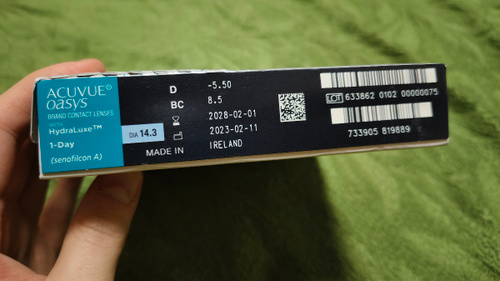 ACUVUE®
OASYS
BRAND CONTACT LENSES
WITH
HydraLuxe™
1-Day
(senofilcon A)
DIA 14.3
D -5.50
BC 8.5
2028-02-01
2023-02-11
MADE IN IRELAND
LOT 633862 0102 00000075
733905 819889